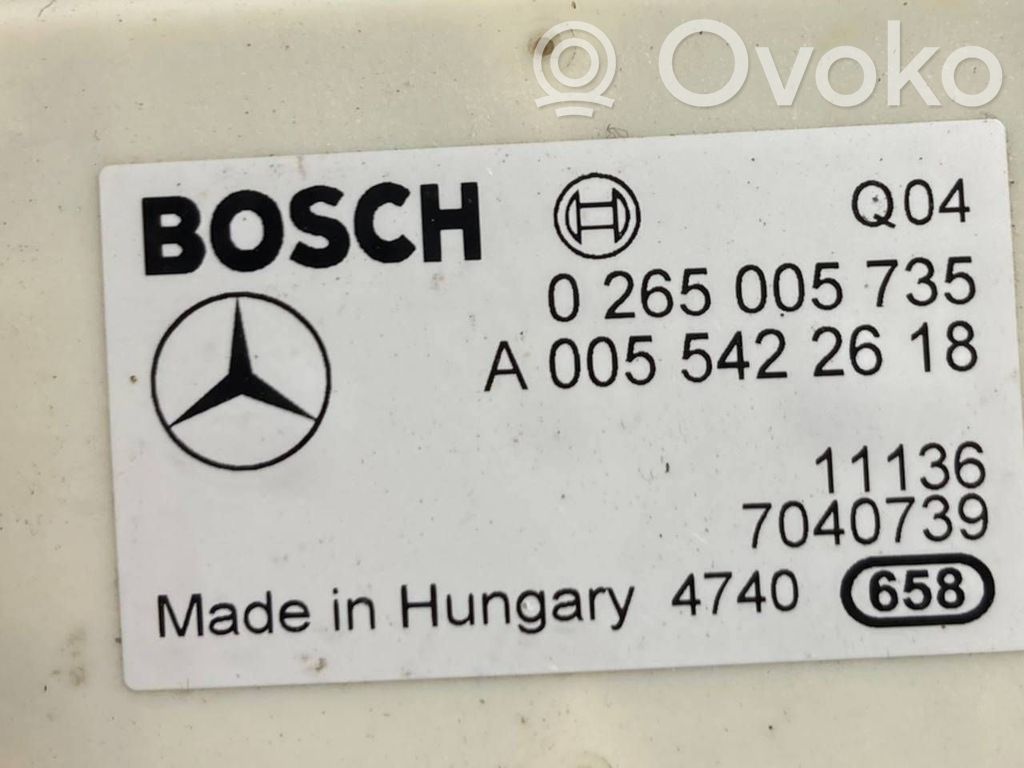 Ovoko
BOSCH
Q04
0 265 005 735
A 005 542 26 18
11136
7040739
Made in Hungary 4740 658